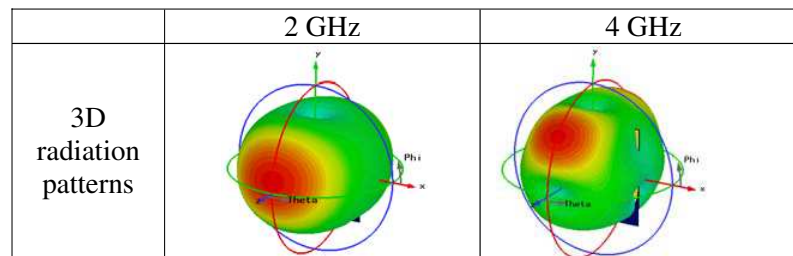 2 GHz 4 GHz
3D
radiation
patterns
y
Phi
x
z
Theta
y
Phi
x
z
Theta